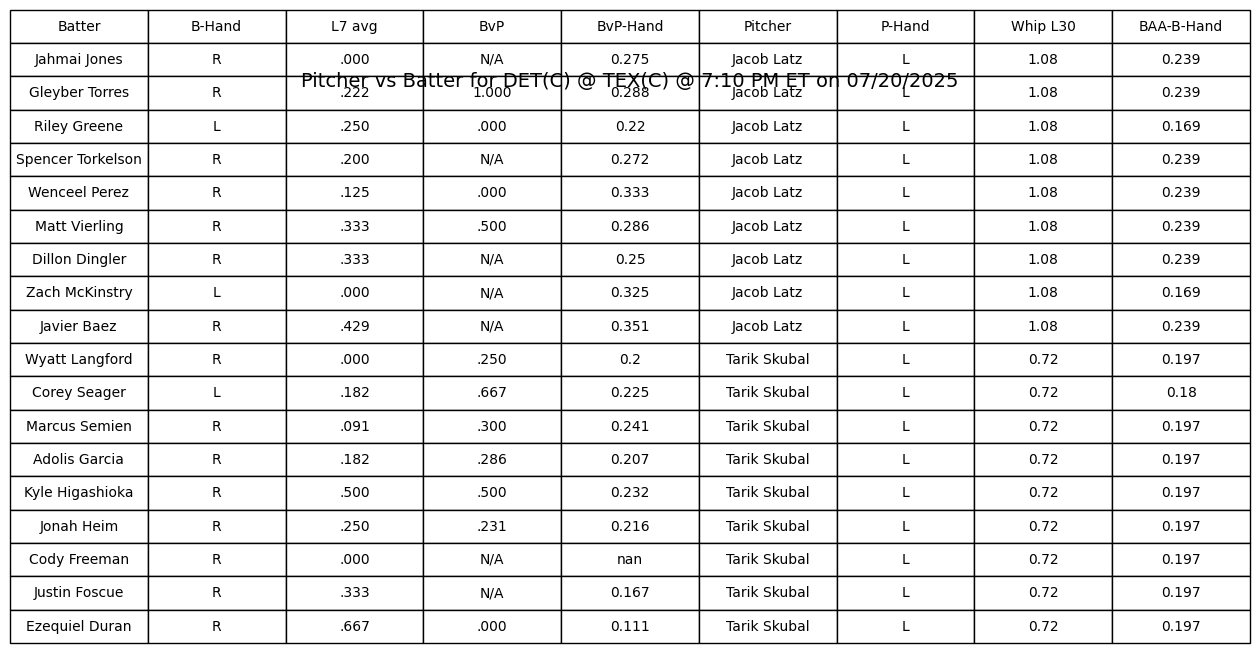 Batter B-Hand L7 avg BvP BvP-Hand Pitcher P-Hand Whip L30 BAA-B-Hand
Jahmai Jones R .000 N/A 0.275 Jacob Latz L 1.08 0.239
Pitcher vs Batter for DET(C) @ TEX(C) @ 7:10 PM ET on 07/20/2025
Gleyber Torres R .222 1.000 0.288 Jacob Latz L 1.08 0.239
Riley Greene L .250 .000 0.22 Jacob Latz L 1.08 0.169
Spencer Torkelson R .200 N/A 0.272 Jacob Latz L 1.08 0.239
Wenceel Perez R .125 .000 0.333 Jacob Latz L 1.08 0.239
Matt Vierling R .333 .500 0.286 Jacob Latz L 1.08 0.239
Dillon Dingler R .333 N/A 0.25 Jacob Latz L 1.08 0.239
Zach McKinstry L .000 N/A 0.325 Jacob Latz L 1.08 0.169
Javier Baez R .429 N/A 0.351 Jacob Latz L 1.08 0.239
Wyatt Langford R .000 .250 0.2 Tarik Skubal L 0.72 0.197
Corey Seager L .182 .667 0.225 Tarik Skubal L 0.72 0.18
Marcus Semien R .091 .300 0.241 Tarik Skubal L 0.72 0.197
Adolis Garcia R .182 .286 0.207 Tarik Skubal L 0.72 0.197
Kyle Higashioka R .500 .500 0.232 Tarik Skubal L 0.72 0.197
Jonah Heim R .250 .231 0.216 Tarik Skubal L 0.72 0.197
Cody Freeman R .000 N/A nan Tarik Skubal L 0.72 0.197
Justin Foscue R .333 N/A 0.167 Tarik Skubal L 0.72 0.197
Ezequiel Duran R .667 .000 0.111 Tarik Skubal L 0.72 0.197